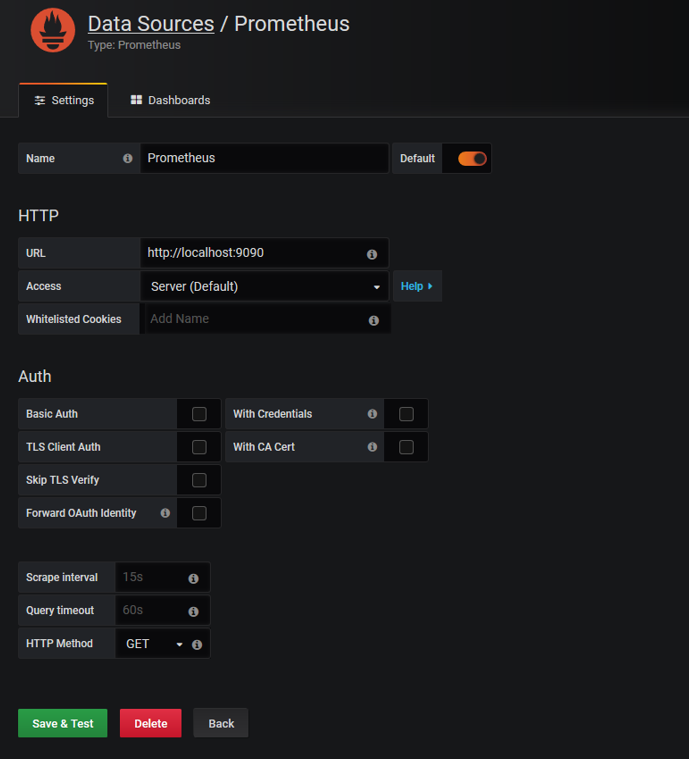 Data Sources / Prometheus
Type: Prometheus
Settings
Dashboards
Name
Prometheus
Default
HTTP
URL
http://localhost:9090
Access
Server (Default)
Help
Whitelisted Cookies
Add Name
Auth
Basic Auth
With Credentials
TLS Client Auth
With CA Cert
Skip TLS Verify
Forward OAuth Identity
Scrape interval
15s
Query timeout
60s
HTTP Method
GET
Save & Test
Delete
Back